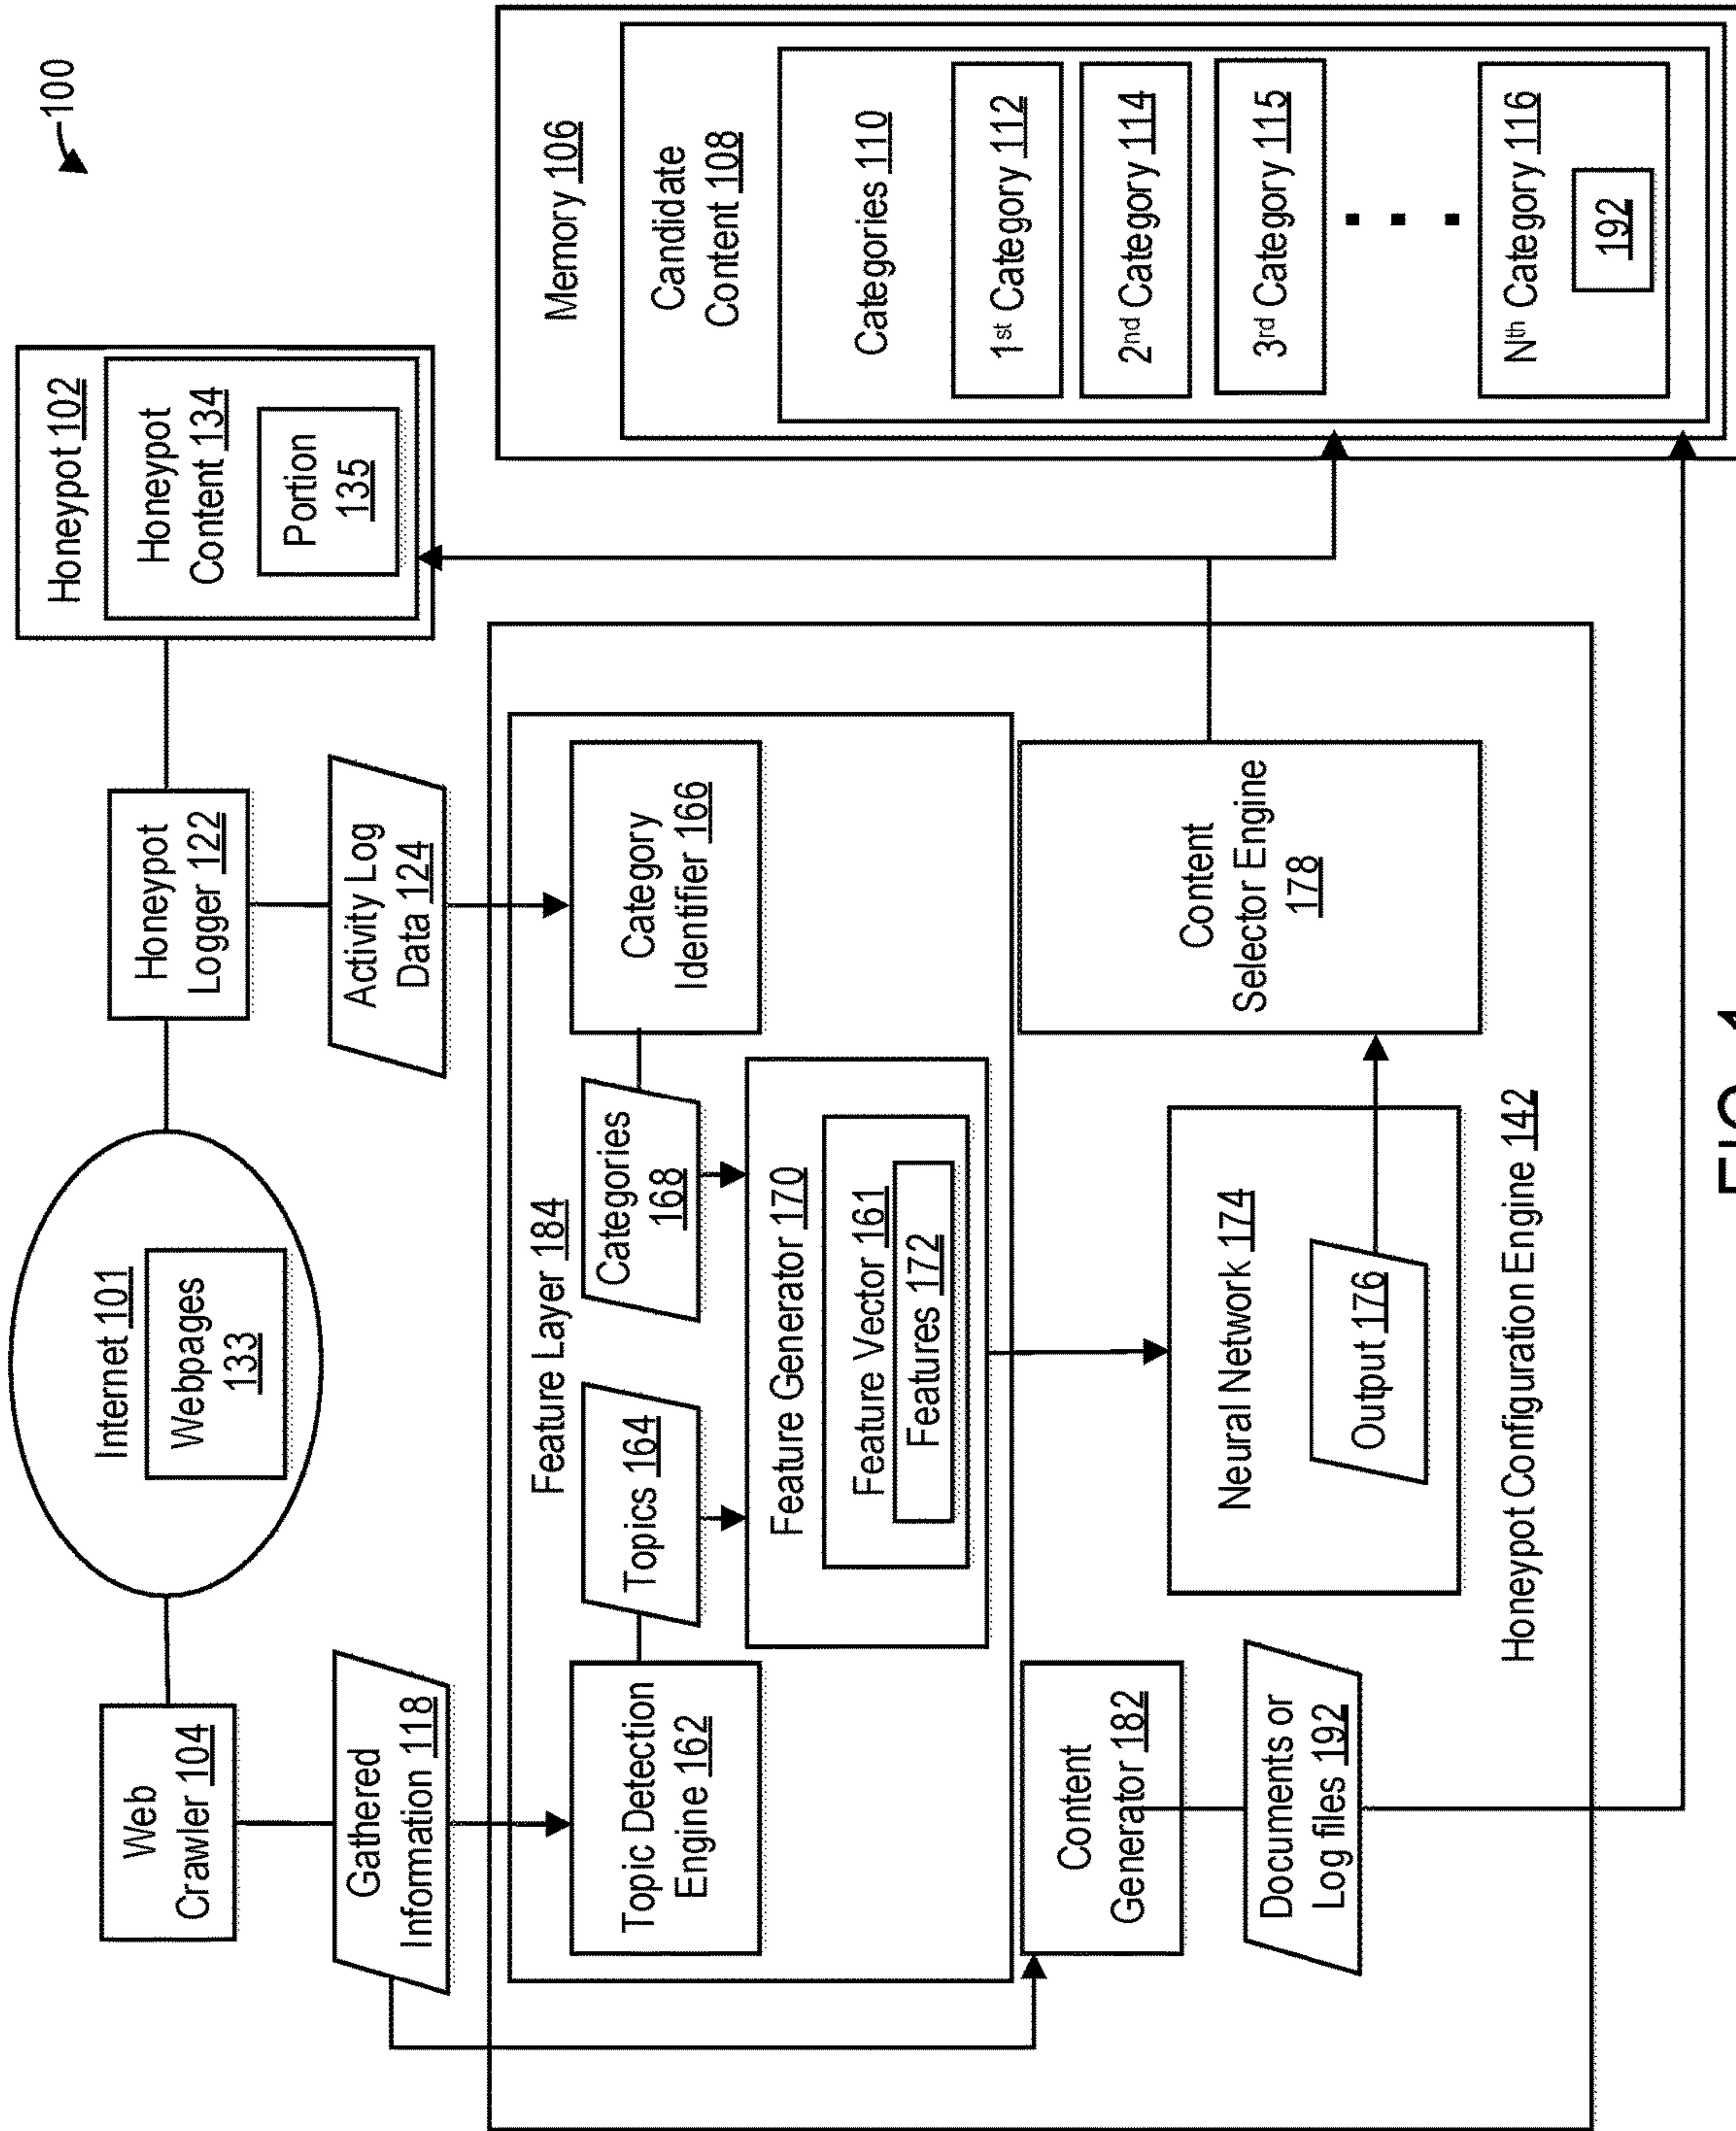 100
Web
Crawler 104
Internet 101
Webpages
133
Honeypot
Logger 122
Honeypot 102
Honeypot
Content 134
Portion
135
Gathered
Information 118
Activity Log
Data 124
Feature Layer 184
Topic Detection
Engine 162
Topics 164
Categories
168
Category
Identifier 166
Feature Generator 170
Feature Vector 161
Features 172
Content
Generator 182
Documents or
Log files 192
Neural Network 174
Output 176
Content
Selector Engine
178
Honeypot Configuration Engine 142
Memory 106
Candidate
Content 108
Categories 110
1st Category 112
2nd Category 114
3rd Category 115
Nth Category 116
192